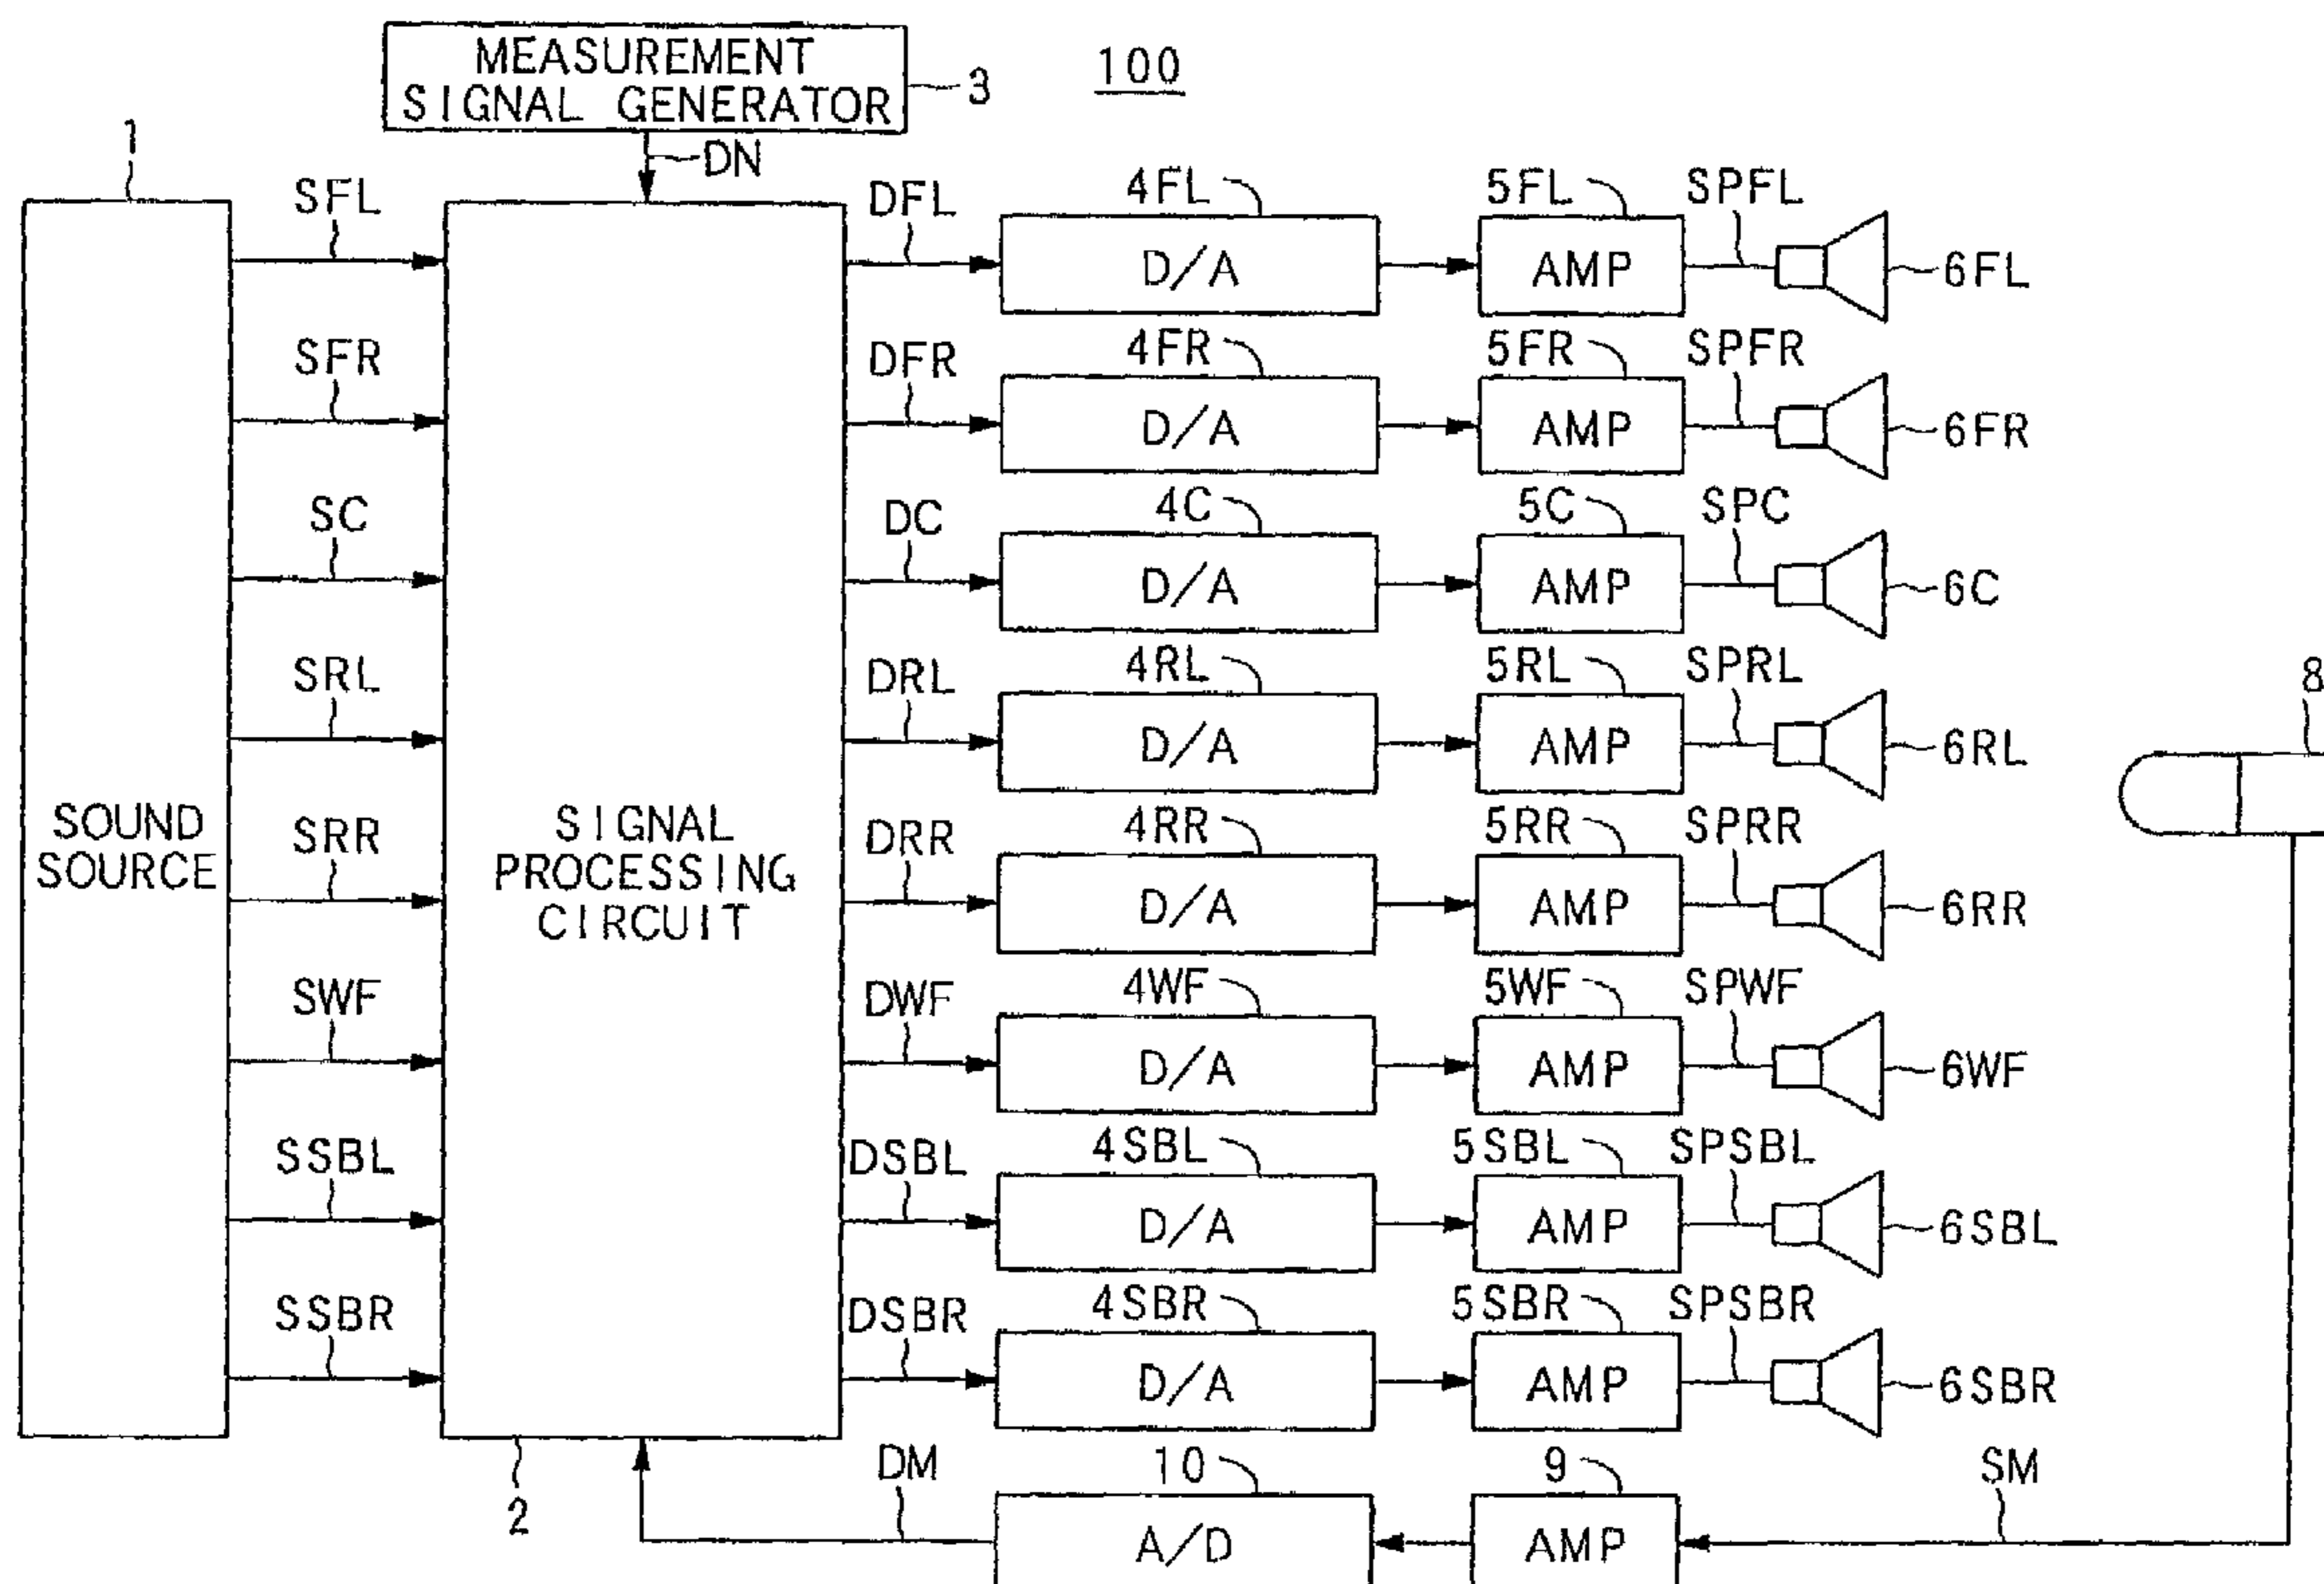 MEASUREMENT
SIGNAL GENERATOR
3
100
DN
1
SOUND
SOURCE
SIGNAL
PROCESSING
CIRCUIT
2
SFL
DFL
4FL
D/A
5FL
AMP
SPFL
6FL
SFR
DFR
4FR
D/A
5FR
AMP
SPFR
6FR
SC
DC
4C
D/A
5C
AMP
SPC
6C
SRL
DRL
4RL
D/A
5RL
AMP
SPRL
6RL
8
SRR
DRR
4RR
D/A
5RR
AMP
SPRR
6RR
SWF
DWF
4WF
D/A
5WF
AMP
SPWF
6WF
SSBL
DSBL
4SBL
D/A
5SBL
AMP
SPSBL
6SBL
SSBR
DSBR
4SBR
D/A
5SBR
AMP
SPSBR
6SBR
DM
10
A/D
9
AMP
SM